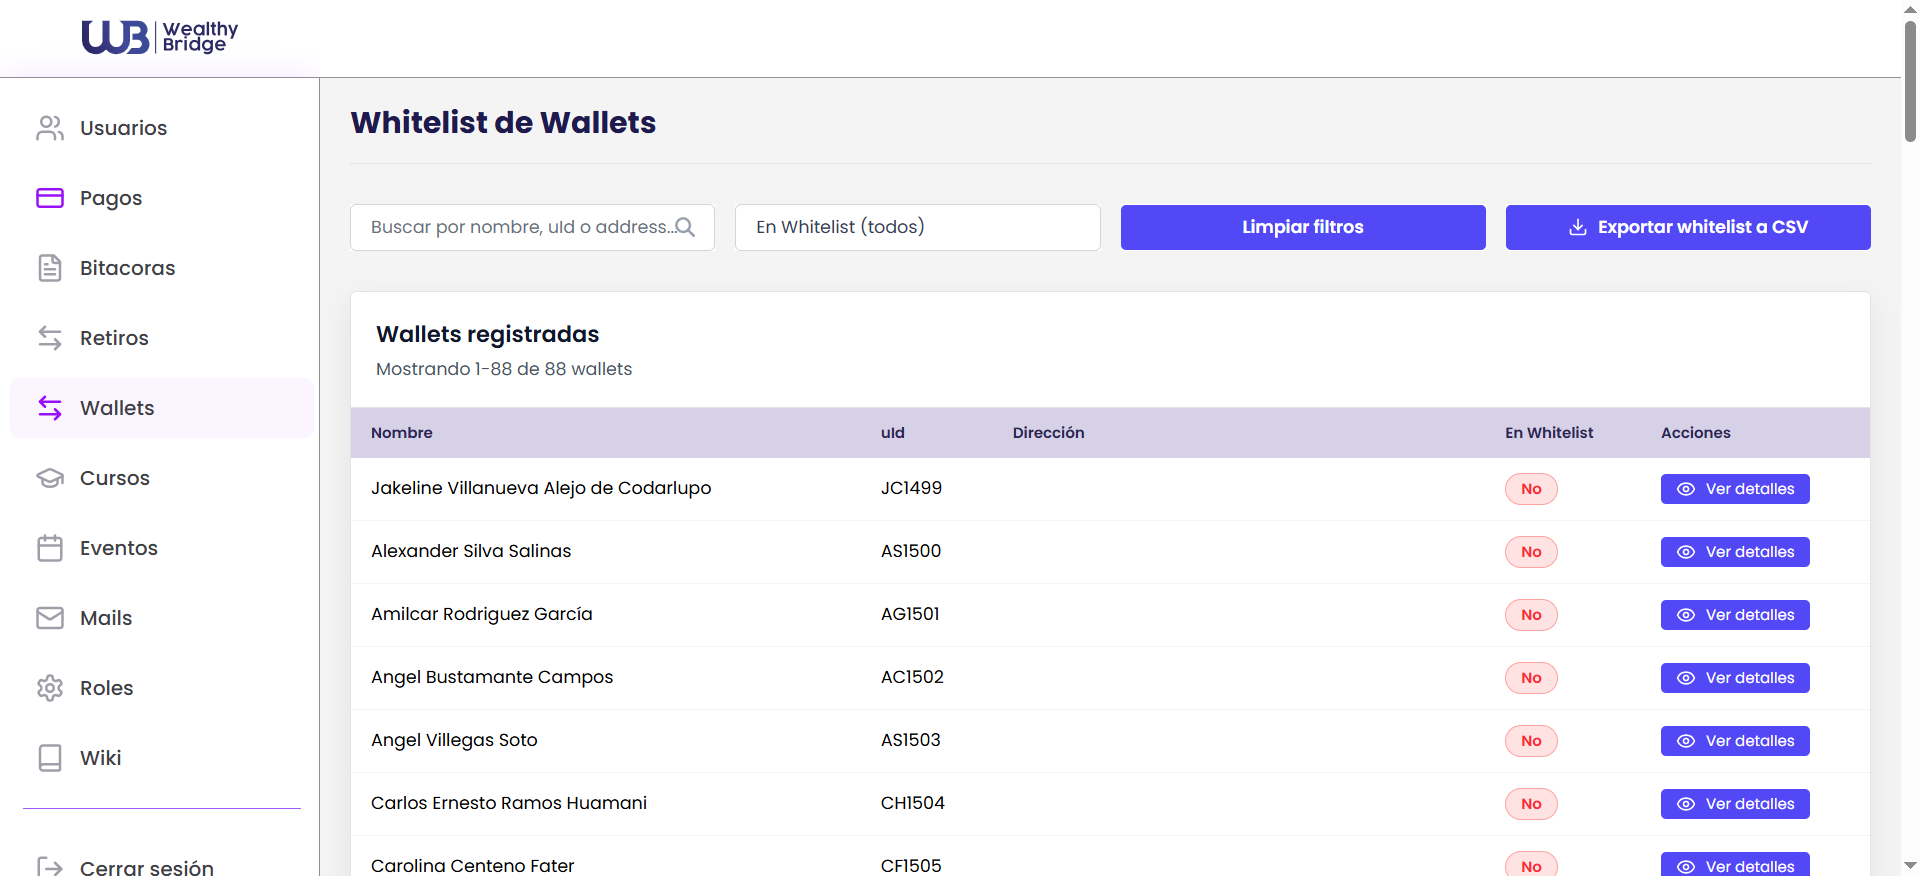 WB Wealthy
Bridge
Usuarios
Pagos
Bitacoras
Retiros
Wallets
Cursos
Eventos
Mails
Roles
Wiki
Cerrar sesión
Whitelist de Wallets
Buscar por nombre, uId o address...
En Whitelist (todos)
Limpiar filtros
Exportar whitelist a CSV
Wallets registradas
Mostrando 1-88 de 88 wallets
Nombre uId Dirección En Whitelist Acciones
Jakeline Villanueva Alejo de Codarlupo JC1499 No Ver detalles
Alexander Silva Salinas AS1500 No Ver detalles
Amilcar Rodriguez García AG1501 No Ver detalles
Angel Bustamante Campos AC1502 No Ver detalles
Angel Villegas Soto AS1503 No Ver detalles
Carlos Ernesto Ramos Huamani CH1504 No Ver detalles
Carolina Centeno Fater CF1505 No Ver detalles